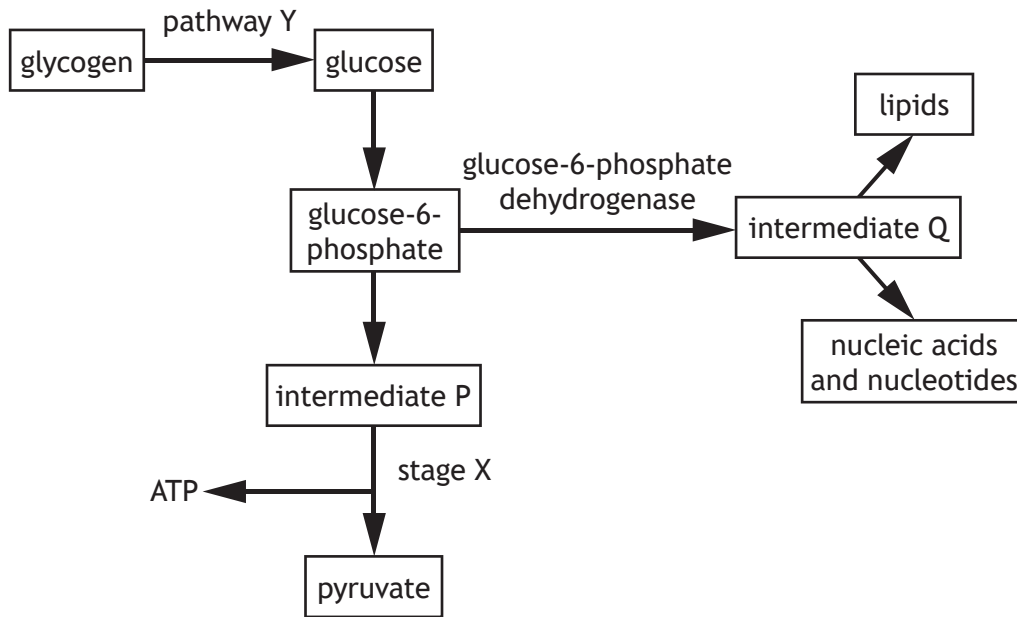 pathway Y
glycogen
glucose
lipids
glucose-6-phosphate
dehydrogenase
glucose-6-
phosphate
intermediate Q
nucleic acids
and nucleotides
intermediate P
stage X
ATP
pyruvate